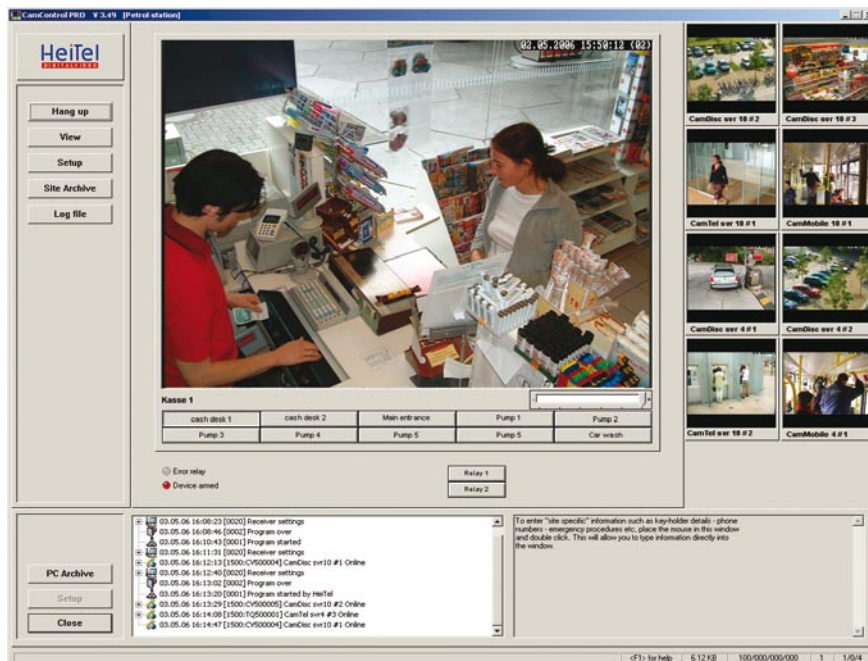 CamControl PRO V 3.49 [Petrol station]
HeiTel
DIGITALVIDEO
Hang up
View
Setup
Site Archive
Log file
02.05.2006 15:50:12 (02)
Kasse 1
cash desk 1
cash desk 2
Main entrance
Pump 1
Pump 2
Pump 3
Pump 4
Pump 5
Pump 5
Car wash
Error relay
Device armed
Relay 1
Relay 2
CamDisc svr 10 #2
CamDisc svr 10 #3
CamTel svr 10 #1
CamMobile 10 #1
CamDisc svr 4 #1
CamDisc svr 4 #2
CamTel svr 10 #2
CamMobile 4 #1
PC Archive
Setup
Close
03.05.06 16:08:23 [0020] Receiver settings
03.05.06 16:08:46 [0002] Program over
03.05.06 16:10:43 [0001] Program started
03.05.06 16:11:31 [0020] Receiver settings
03.05.06 16:12:13 [1500:CV500004] CamDisc svr10 #1 Online
03.05.06 16:12:40 [0020] Receiver settings
03.05.06 16:13:02 [0002] Program over
03.05.06 16:13:20 [0001] Program started by HeiTel
03.05.06 16:13:29 [1500:CV500005] CamDisc svr10 #2 Online
03.05.06 16:14:08 [1500:TQ500001] CamTel svr4 #3 Online
03.05.06 16:14:47 [1500:CV500004] CamDisc svr10 #1 Online
To enter "site specific" information such as key-holder details - phone
numbers - emergency procedures etc, place the mouse in this window
and double click. This will allow you to type information directly into
the window.
<F1> for help
6.12 KB
100/000/000/000
1
1/0/4